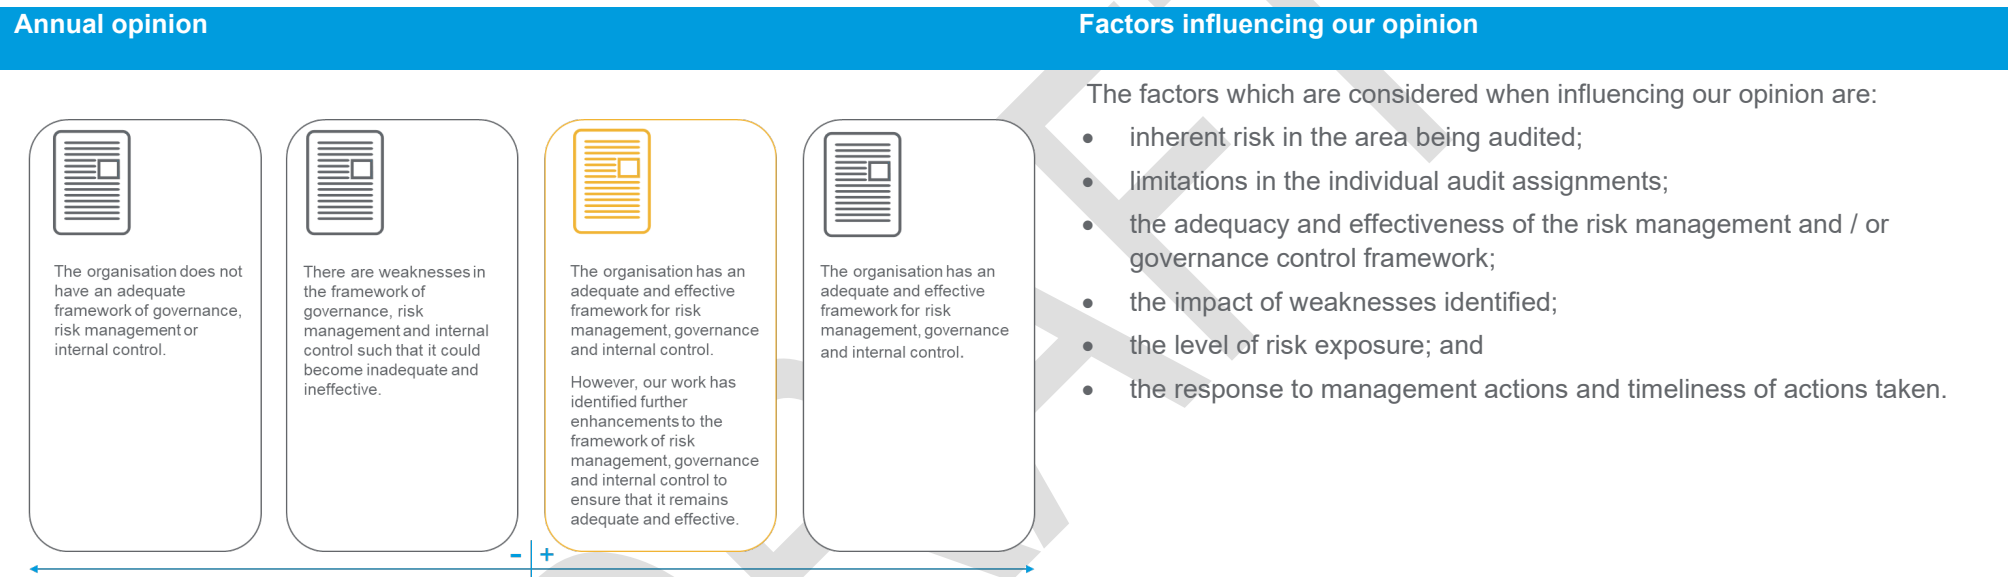 Annual opinion
Factors influencing our opinion
The organisation does not
have an adequate
framework of governance,
risk management or
internal control.
There are weaknesses in
the framework of
governance, risk
management and internal
control such that it could
become inadequate and
ineffective.
The organisation has an
adequate and effective
framework for risk
management, governance
and internal control.
However, our work has
identified further
enhancements to the
framework of risk
management, governance
and internal control to
ensure that it remains
adequate and effective.
The organisation has an
adequate and effective
framework for risk
management, governance
and internal control.
- +
The factors which are considered when influencing our opinion are:
• inherent risk in the area being audited;
• limitations in the individual audit assignments;
• the adequacy and effectiveness of the risk management and / or
governance control framework;
• the impact of weaknesses identified;
• the level of risk exposure; and
• the response to management actions and timeliness of actions taken.